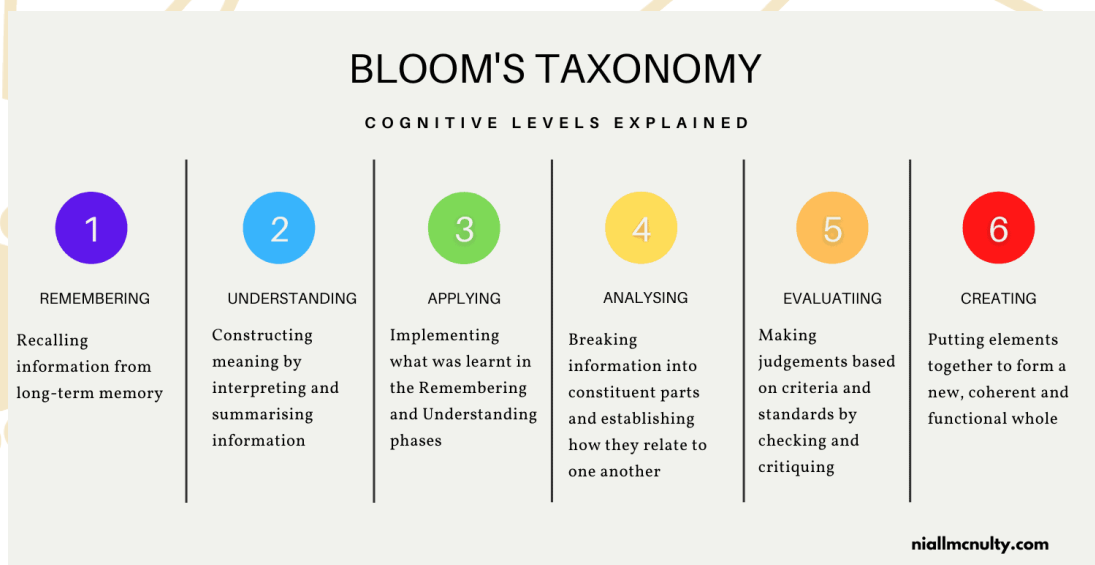 BLOOM'S TAXONOMY
COGNITIVE LEVELS EXPLAINED
1
REMEMBERING
Recalling
information from
long-term memory
2
UNDERSTANDING
Constructing
meaning by
interpreting and
summarising
information
3
APPLYING
Implementing
what was learnt in
the Remembering
and Understanding
phases
4
ANALYSING
Breaking
information into
constituent parts
and establishing
how they relate to
one another
5
EVALUATIING
Making
judgements based
on criteria and
standards by
checking and
critiquing
6
CREATING
Putting elements
together to form a
new, coherent and
functional whole
niallmcnulty.com